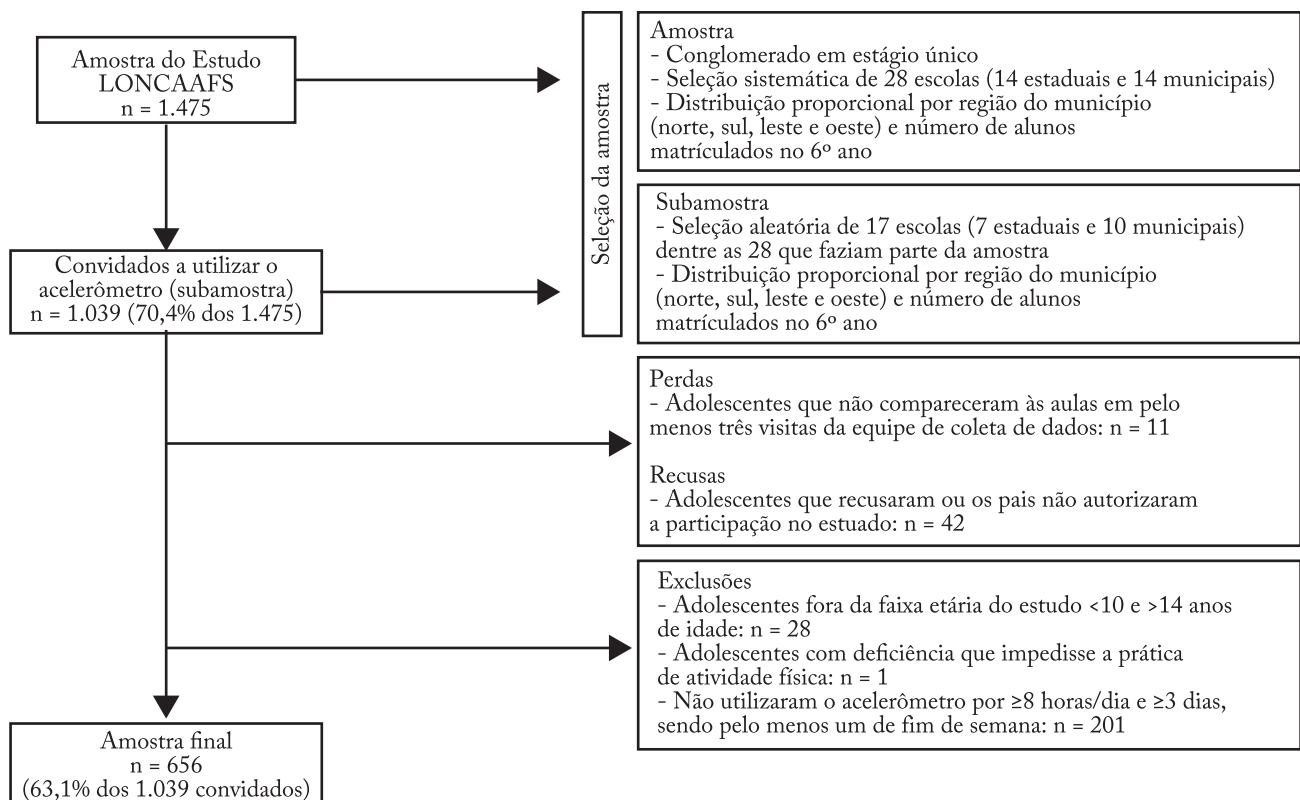 Amostra do Estudo
LONCAAFS
n = 1.475
Convidados a utilizar o
acelerômetro (subamostra)
n = 1.039 (70,4% dos 1.475)
Amostra final
n = 656
(63,1% dos 1.039 convidados)
Seleção da amostra
Amostra
- Conglomerado em estágio único
- Seleção sistemática de 28 escolas (14 estaduais e 14 municipais)
- Distribuição proporcional por região do município
(norte, sul, leste e oeste) e número de alunos
matrículados no 6º ano
Subamostra
- Seleção aleatória de 17 escolas (7 estaduais e 10 municipais)
dentre as 28 que faziam parte da amostra
- Distribuição proporcional por região do município
(norte, sul, leste e oeste) e número de alunos
matrículados no 6º ano
Perdas
- Adolescentes que não compareceram às aulas em pelo
menos três visitas da equipe de coleta de dados: n = 11
Recusas
- Adolescentes que recusaram ou os pais não autorizaram
a participação no estuado: n = 42
Exclusões
- Adolescentes fora da faixa etária do estudo <10 e >14 anos
de idade: n = 28
- Adolescentes com deficiência que impedisse a prática
de atividade física: n = 1
- Não utilizaram o acelerômetro por ≥8 horas/dia e ≥3 dias,
sendo pelo menos um de fim de semana: n = 201